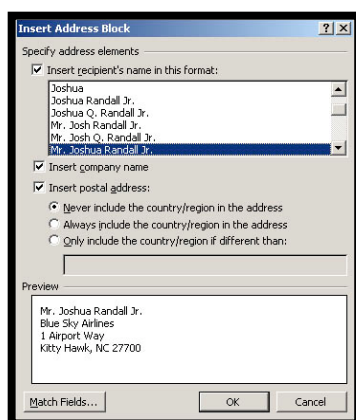 Insert Address Block
Specify address elements
Insert recipient's name in this format:
Joshua
Joshua Randall Jr.
Joshua Q. Randall Jr.
Mr. Josh Randall Jr.
Mr. Josh Q. Randall Jr.
Mr. Joshua Randall Jr.
Insert company name
Insert postal address:
Never include the country/region in the address
Always include the country/region in the address
Only include the country/region if different than:
Preview
Mr. Joshua Randall Jr.
Blue Sky Airlines
1 Airport Way
Kitty Hawk, NC 27700
Match Fields... OK Cancel